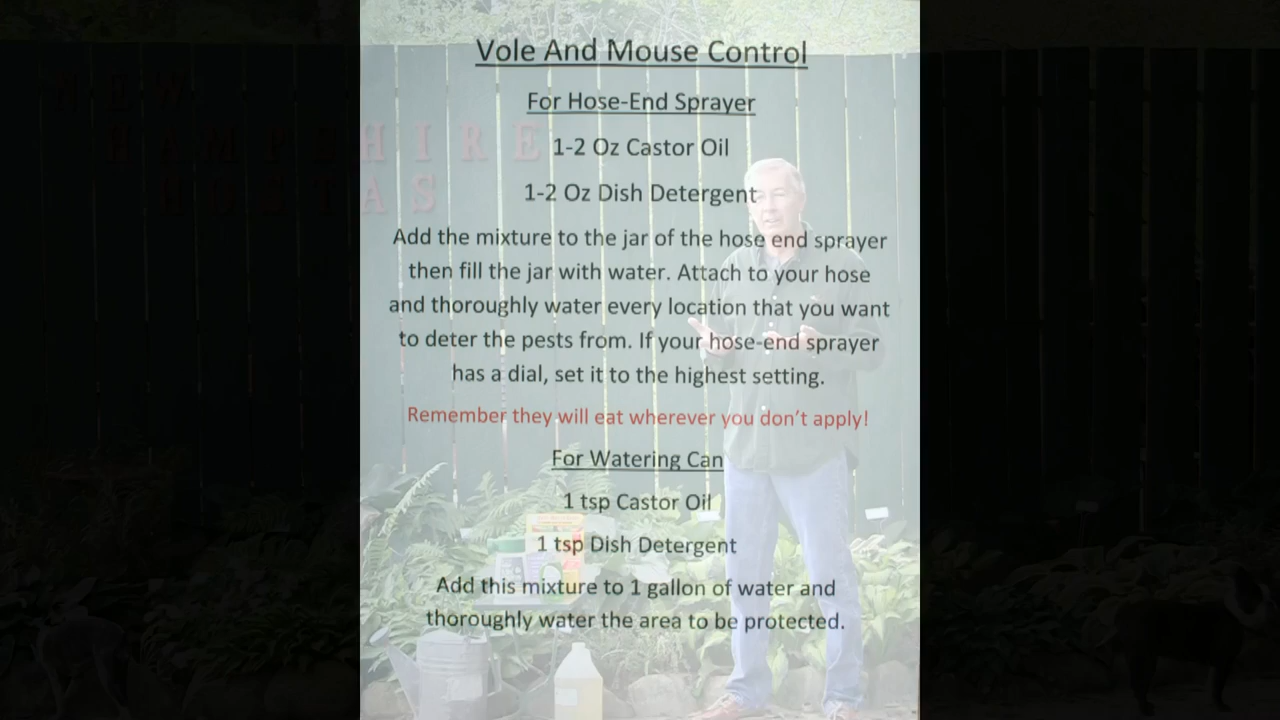 Vole And Mouse Control
For Hose-End Sprayer
1-2 Oz Castor Oil
1-2 Oz Dish Detergent
Add the mixture to the jar of the hose end sprayer
then fill the jar with water. Attach to your hose
and thoroughly water every location that you want
to deter the pests from. If your hose-end sprayer
has a dial, set it to the highest setting.
Remember they will eat wherever you don't apply!
For Watering Can
1 tsp Castor Oil
1 tsp Dish Detergent
Add this mixture to 1 gallon of water and
thoroughly water the area to be protected.
NEW
HAMPSHIRE
HOSTAS